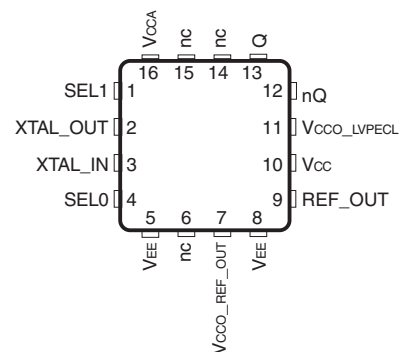 VCCA
nc
nc
Q
16 15 14 13
SEL1 1
XTAL_OUT 2
XTAL_IN 3
SEL0 4
12 nQ
11 VCCO_LVPECL
10 VCC
9 REF_OUT
5 6 7 8
VEE
nc
VCCO_REF_OUT
VEE